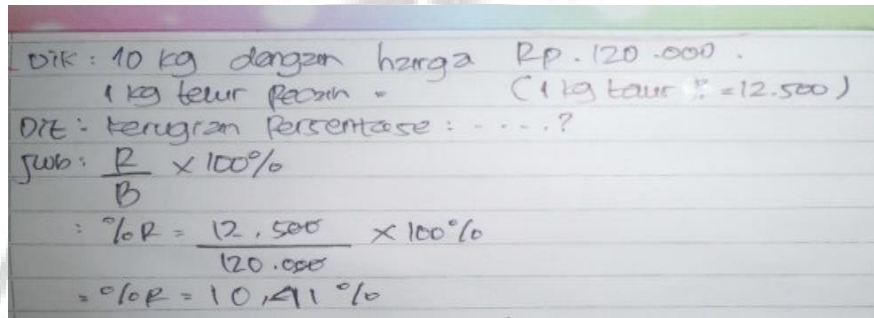 Dik : 10 kg dengan harga Rp. 120.000.
1 kg telur pecah = (1 kg telur = 12.500)
Dit : kerugian Persentase : - - - . ?
Jwb : R/B × 100%
: %R = 12.500/120.000 × 100%
= %R = 10,41 %